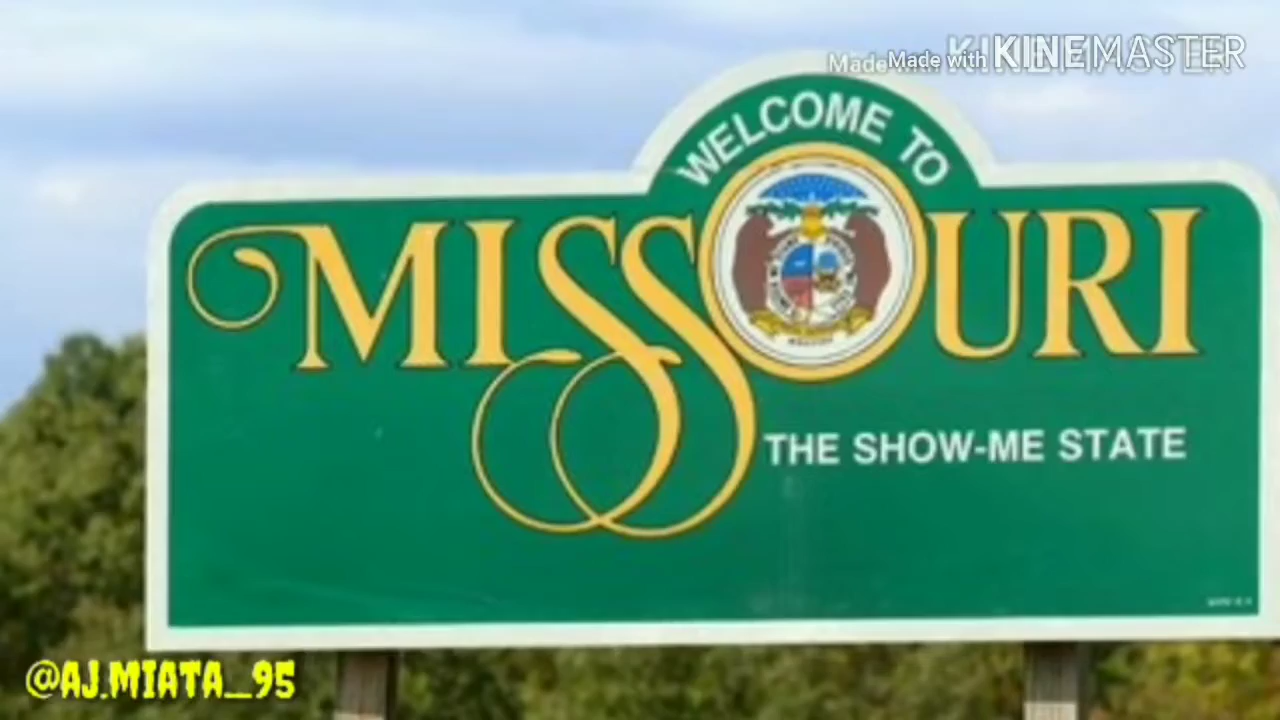 Made with KINEMASTER
WELCOME TO
MISSOURI
THE SHOW-ME STATE
@AJ.MIATA_95